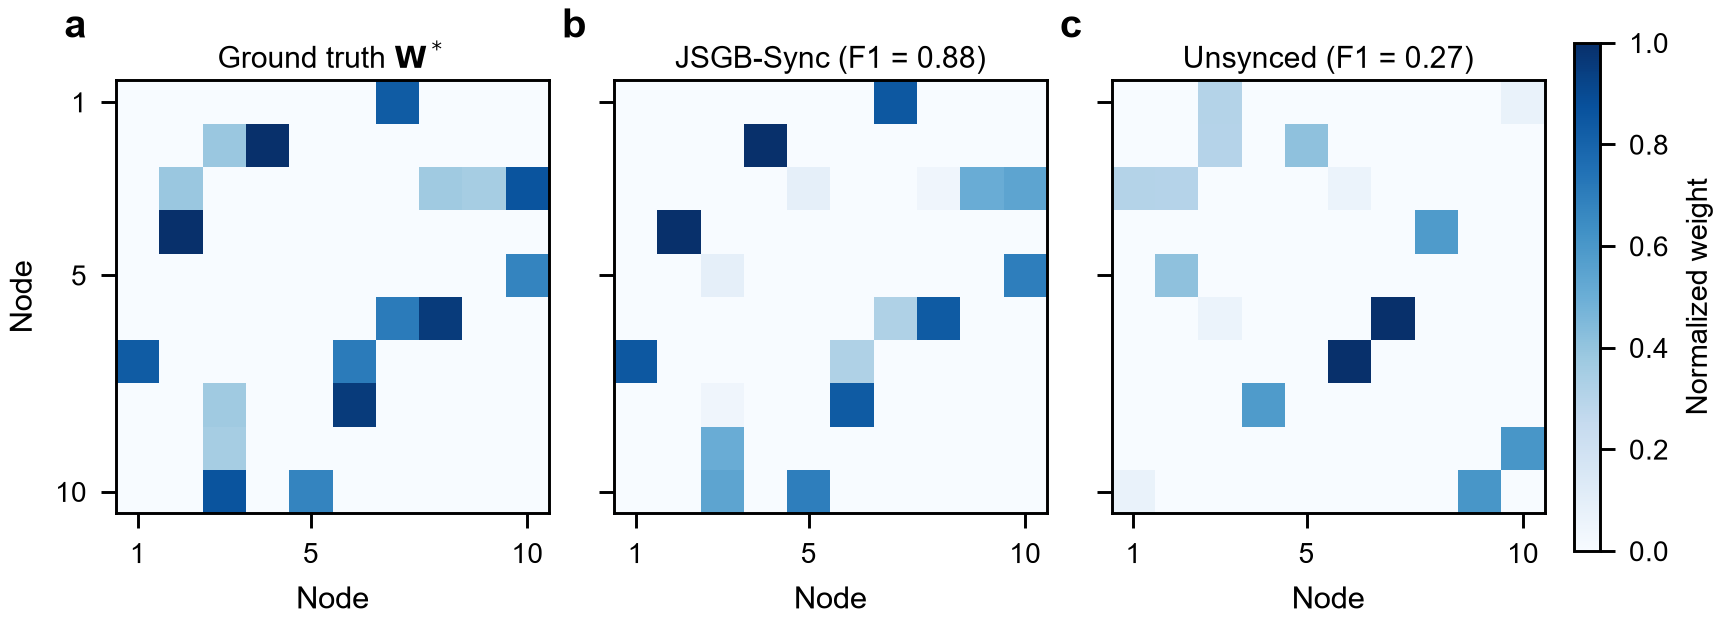 a
b
c
Ground truth W*
JSGB-Sync (F1 = 0.88)
Unsynced (F1 = 0.27)
1
5
10
Node
1
5
10
Node
1
5
10
Node
1
5
10
Node
1.0
0.8
0.6
0.4
0.2
0.0
Normalized weight